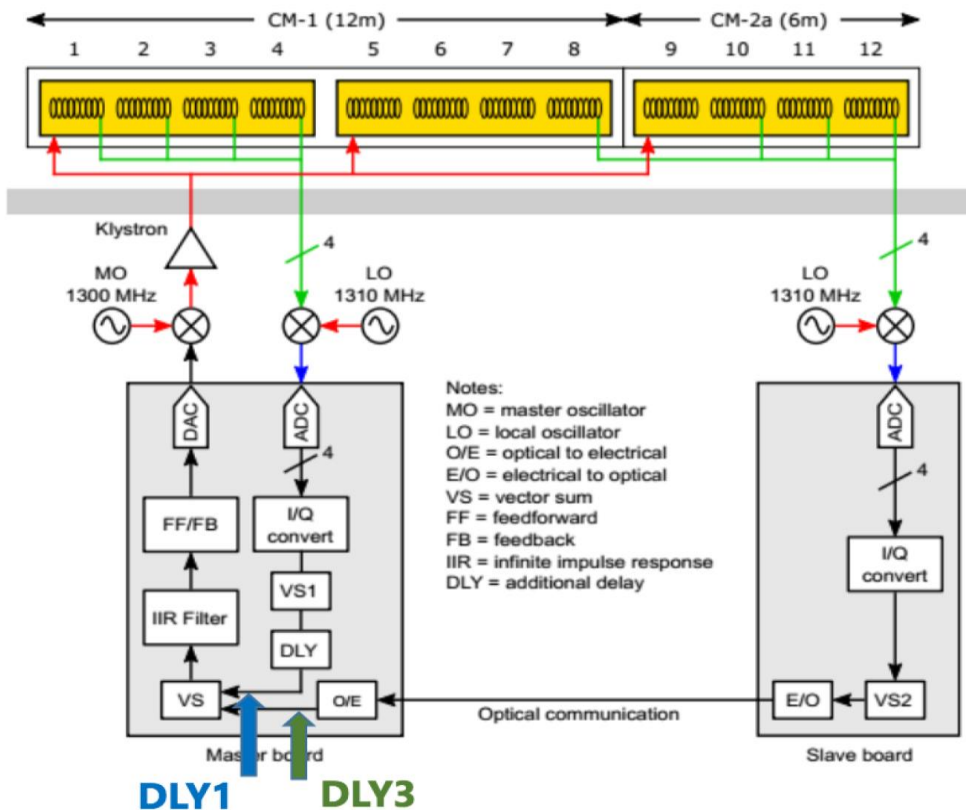 CM-1 (12m) CM-2a (6m)
1 2 3 4 5 6 7 8 9 10 11 12
Klystron
4
4
MO
1300 MHz
LO
1310 MHz
LO
1310 MHz
DAC
ADC
ADC
4
4
FF/FB
I/Q
convert
I/Q
convert
VS1
IIR Filter
DLY
VS
O/E
E/O
VS2
Notes:
MO = master oscillator
LO = local oscillator
O/E = optical to electrical
E/O = electrical to optical
VS = vector sum
FF = feedforward
FB = feedback
IIR = infinite impulse response
DLY = additional delay
Optical communication
Master board
Slave board
DLY1 DLY3